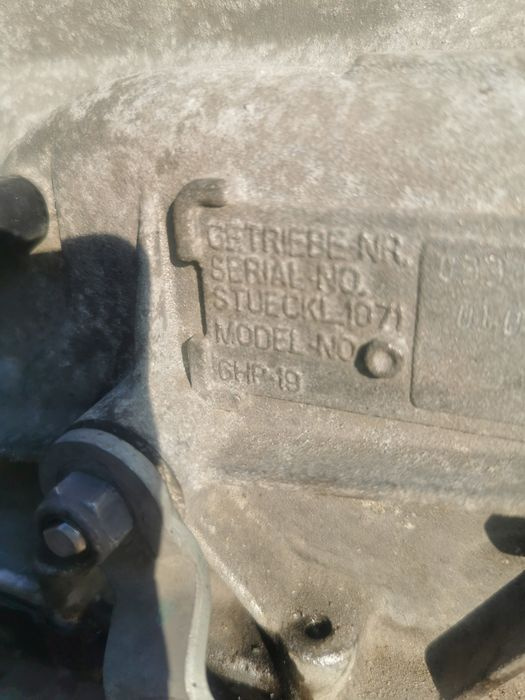 GETRIEBE-NR.
SERIAL-NO.
STUECKL.1071
MODEL-NO
6HP-19